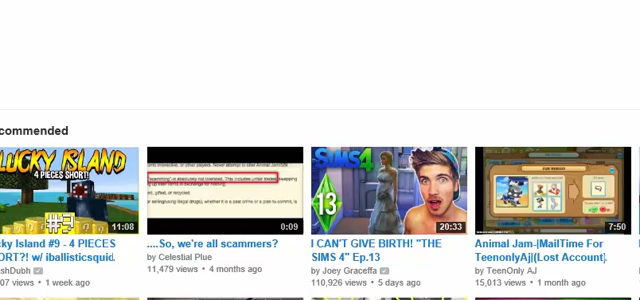 commended
LUCKY ISLAND
4 PIECES SHORT!
#9
11:08
0:09
SIMS4
13
20:33
7:50
ky Island #9 - 4 PIECES
ORT?! w/ iballisticsquid.
shDubh
07 views • 1 week ago
....So, we're all scammers?
by Celestial Plue
11,479 views • 4 months ago
I CAN'T GIVE BIRTH! "THE
SIMS 4" Ep.13
by Joey Graceffa
110,926 views • 5 days ago
Animal Jam-|MailTime For
TeenonlyAj|(Lost Account).
by TeenOnly AJ
15,013 views • 1 month ago